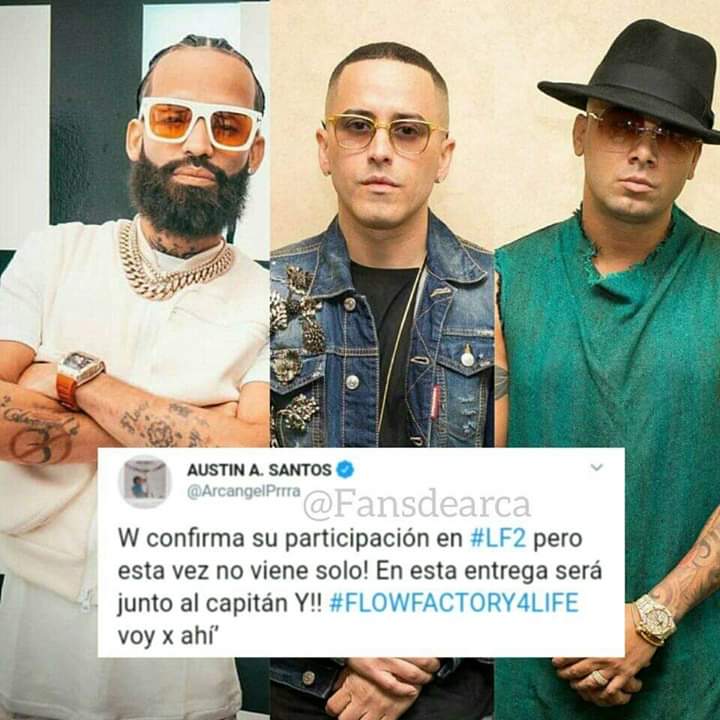 AUSTIN A. SANTOS
@ArcangelPrrra
@Fansdearca
W confirma su participación en #LF2 pero
esta vez no viene solo! En esta entrega será
junto al capitán Y!! #FLOWFACTORY4LIFE
voy x ahí’